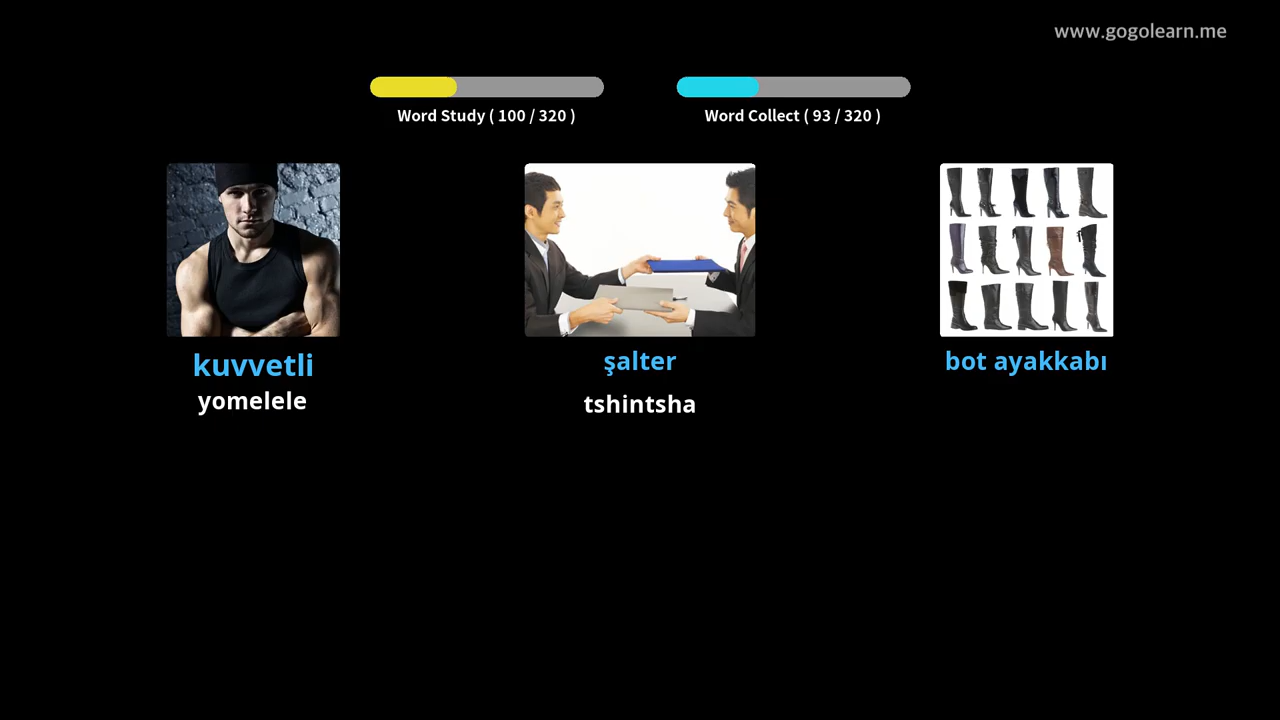 www.gogolearn.me
Word Study ( 100 / 320 )
Word Collect ( 93 / 320 )
kuvvetli
yomelele
şalter
tshintsha
bot ayakkabı